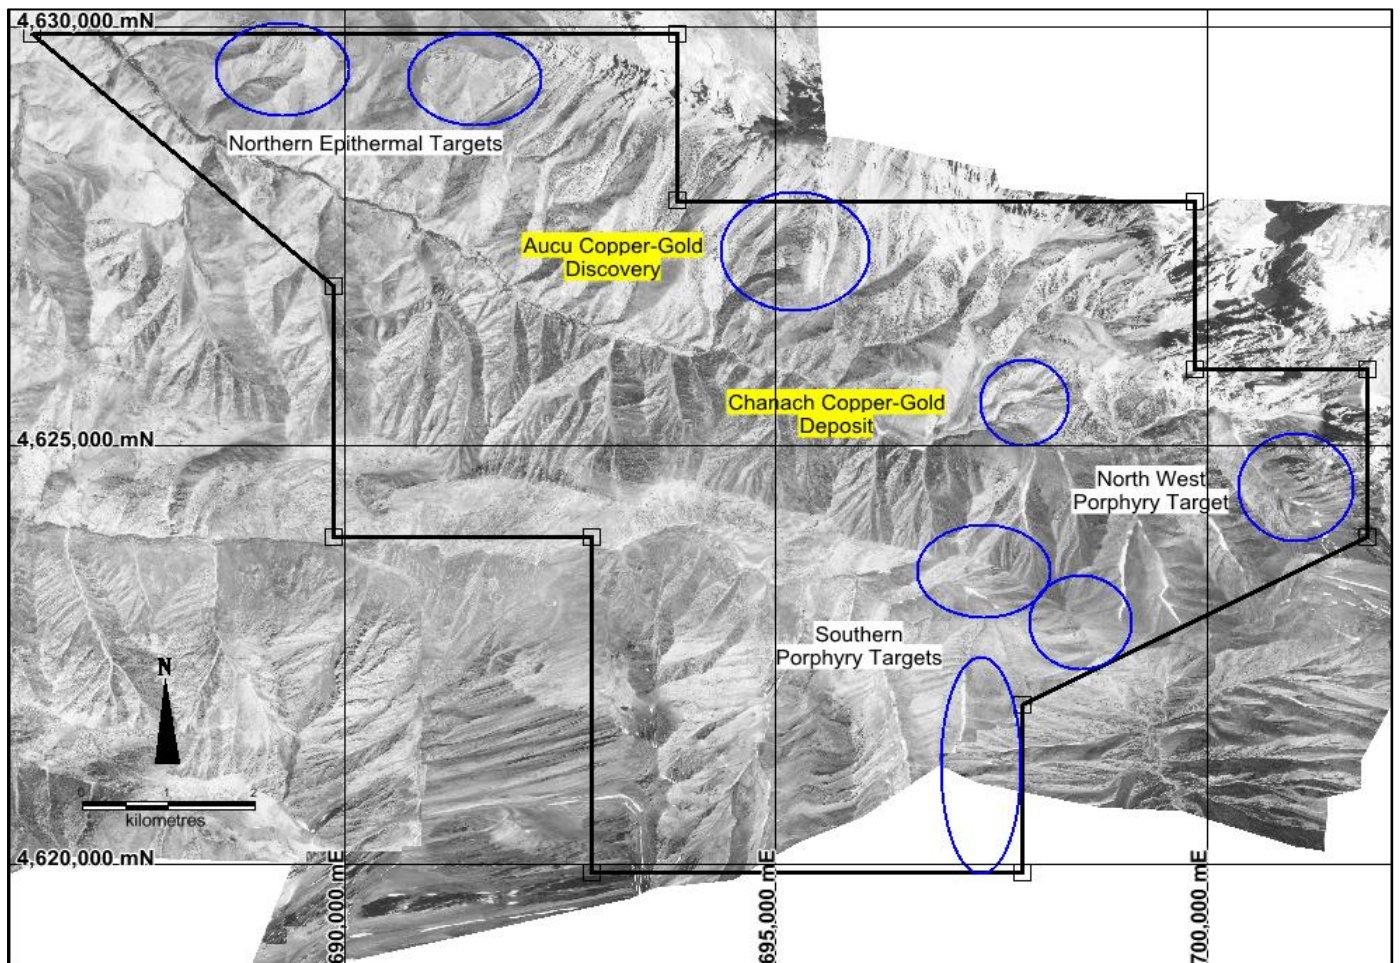 4,630,000 mN
Northern Epithermal Targets
Aucu Copper-Gold
Discovery
Chanach Copper-Gold
Deposit
4,625,000 mN
North West
Porphyry Target
Southern
Porphyry Targets
N
0 1 2
kilometres
4,620,000 mN
690,000 mE
695,000 mE
700,000 mE